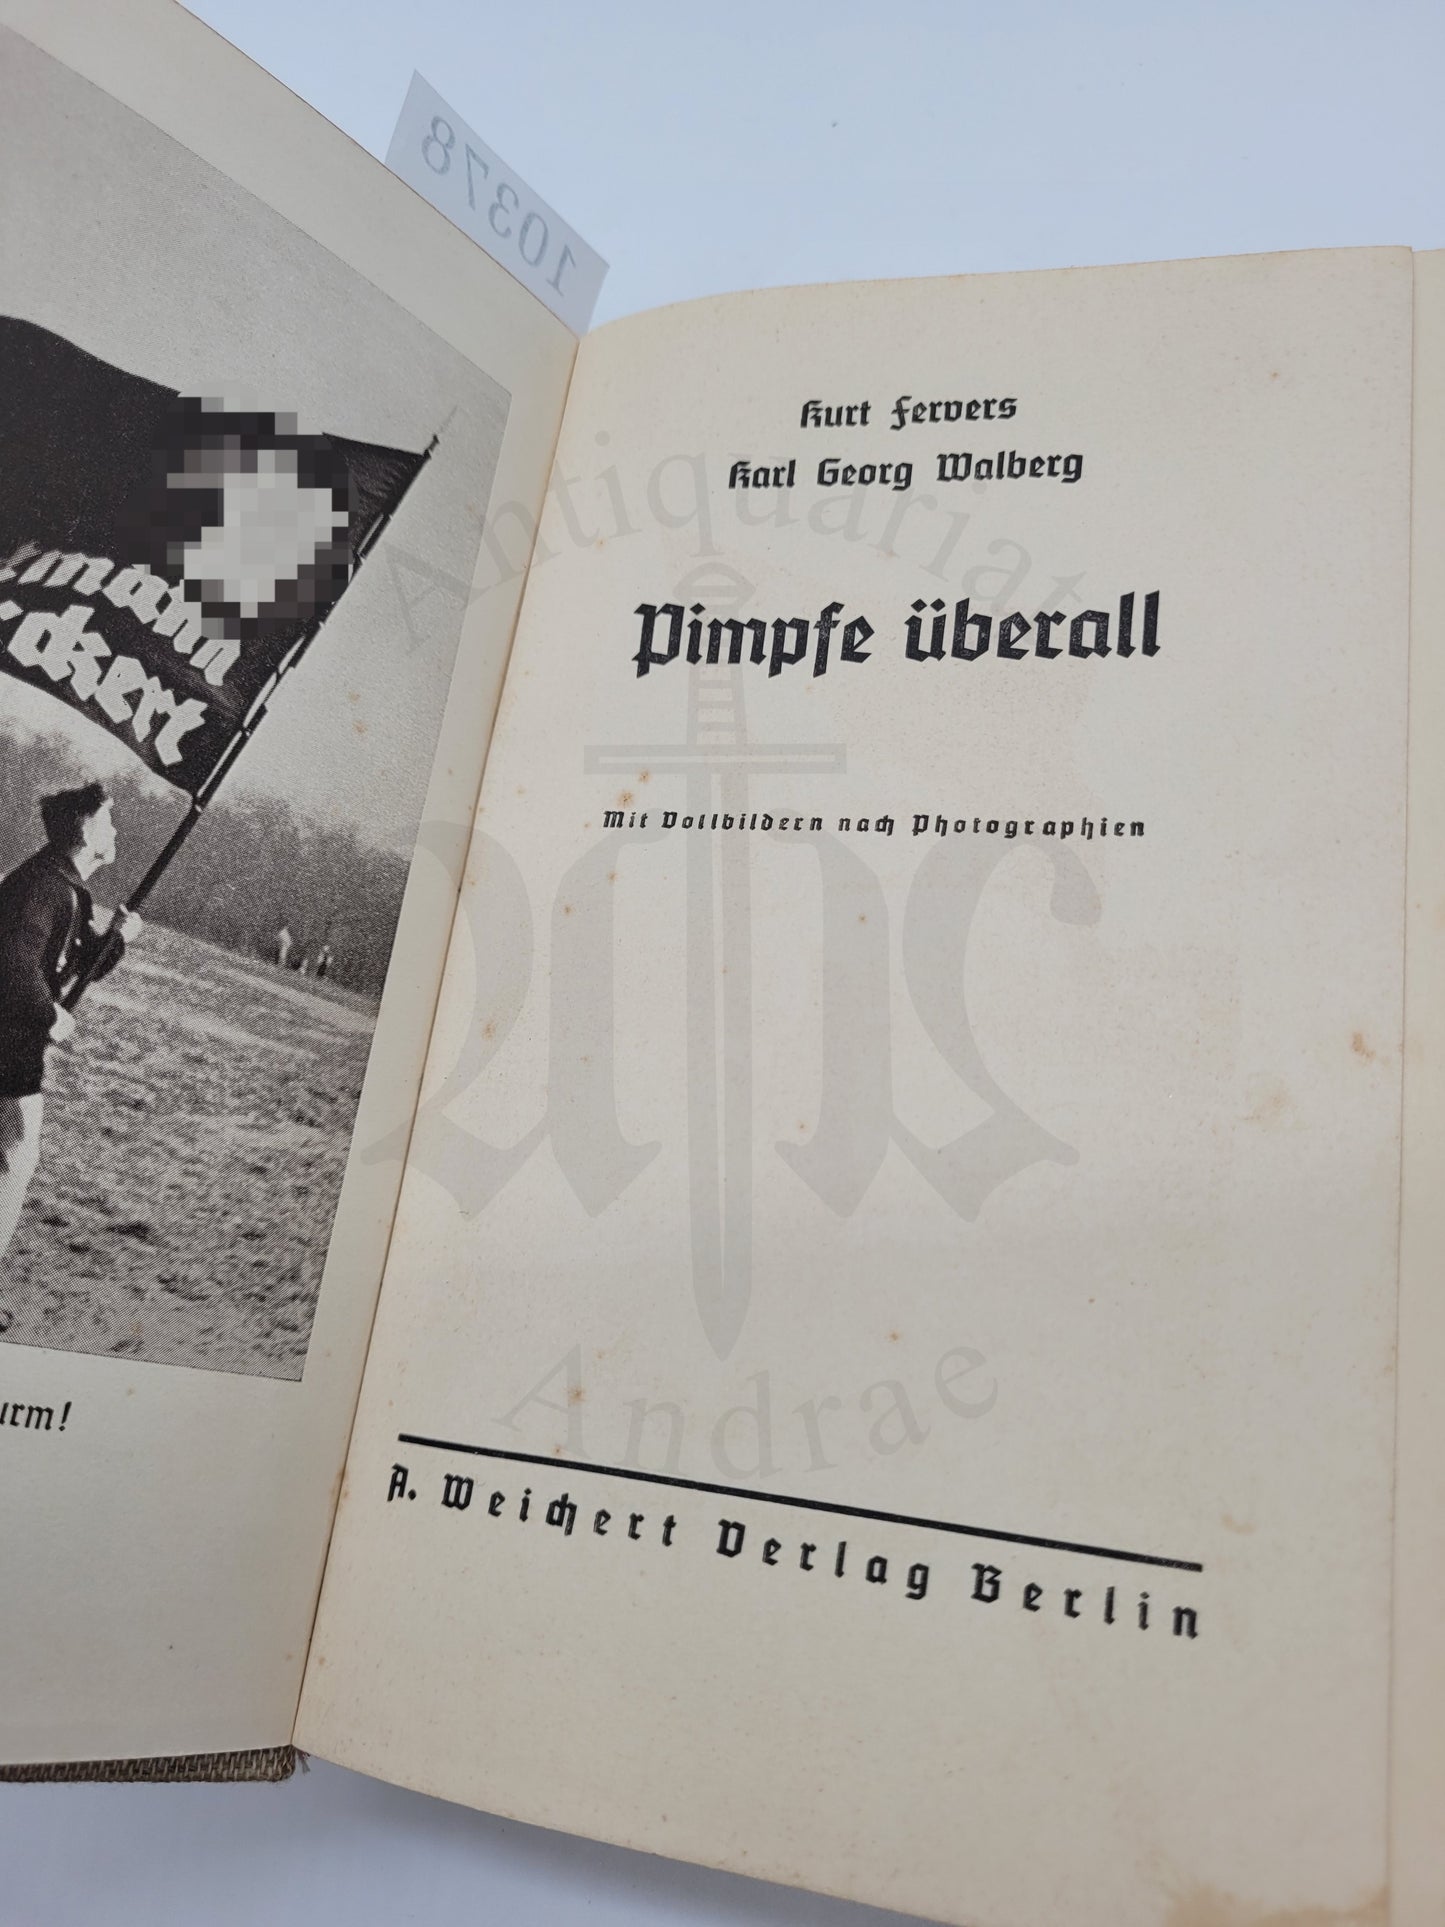 10378
Kurt Fervers
Karl Georg Walberg
Pimpfe überall
Mit Vollbildern nach Photographien
Antiquariat
Andrae
A. Weichert Verlag Berlin